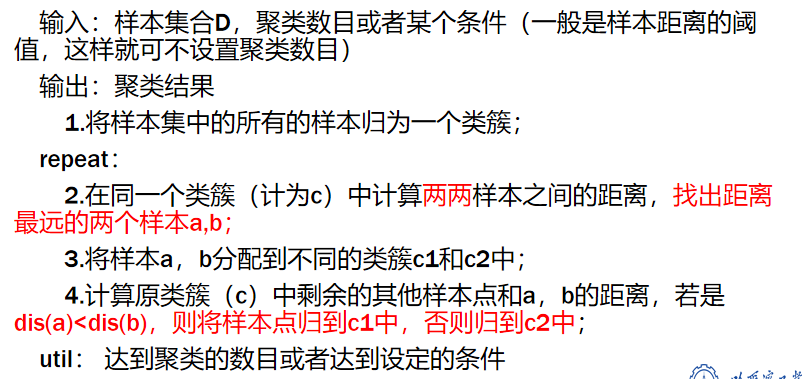 输入：样本集合D，聚类数目或者某个条件（一般是样本距离的阈
值，这样就可不设置聚类数目）
输出：聚类结果
1.将样本集中的所有的样本归为一个类簇；
repeat：
2.在同一个类簇（计为c）中计算两两样本之间的距离，找出距离
最远的两个样本a,b；
3.将样本a，b分配到不同的类簇c1和c2中；
4.计算原类簇（c）中剩余的其他样本点和a，b的距离，若是
dis(a)<dis(b)，则将样本点归到c1中，否则归到c2中；
util： 达到聚类的数目或者达到设定的条件